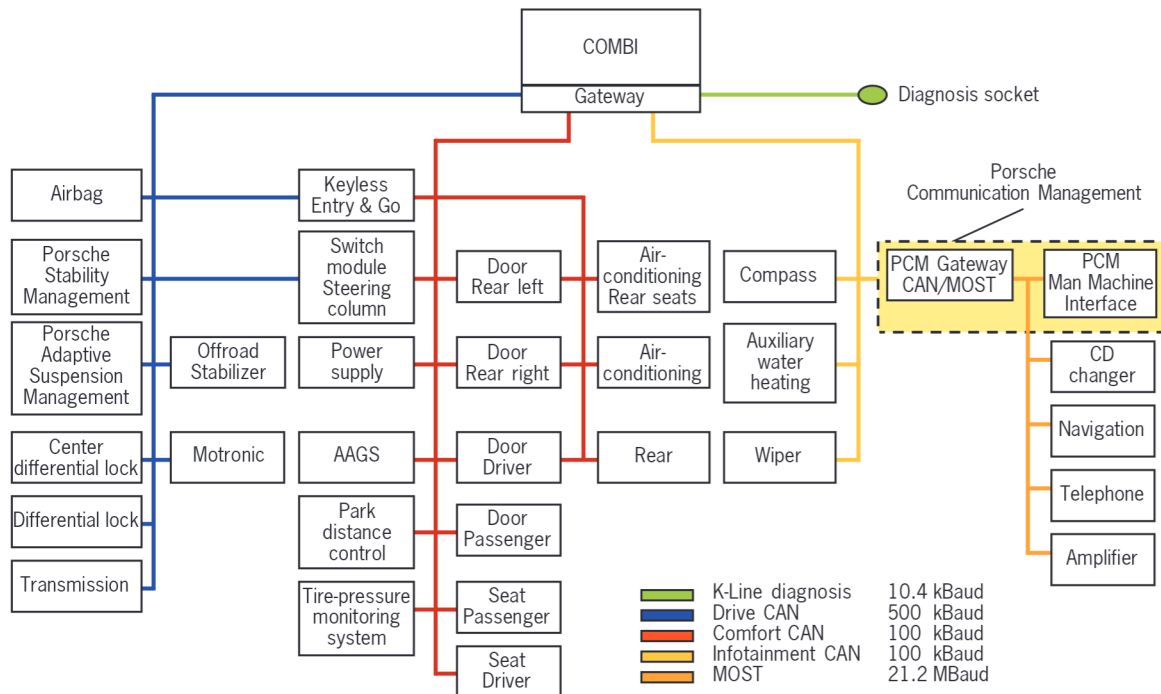 COMBI
Gateway
Diagnosis socket
Porsche
Communication Management
Airbag
Keyless
Entry & Go
Porsche
Stability
Management
Switch
module
Steering
column
Door
Rear left
Air-
conditioning
Rear seats
Compass
PCM Gateway
CAN/MOST
PCM
Man Machine
Interface
Porsche
Adaptive
Suspension
Management
Offroad
Stabilizer
Power
supply
Door
Rear right
Air-
conditioning
Auxiliary
water
heating
CD
changer
Center
differential lock
Motronic
AAGS
Door
Driver
Rear
Wiper
Navigation
Differential lock
Park
distance
control
Door
Passenger
Telephone
Transmission
Tire-pressure
monitoring
system
Seat
Passenger
Amplifier
Seat
Driver
K-Line diagnosis 10.4 kBaud
Drive CAN 500 kBaud
Comfort CAN 100 kBaud
Infotainment CAN 100 kBaud
MOST 21.2 MBaud